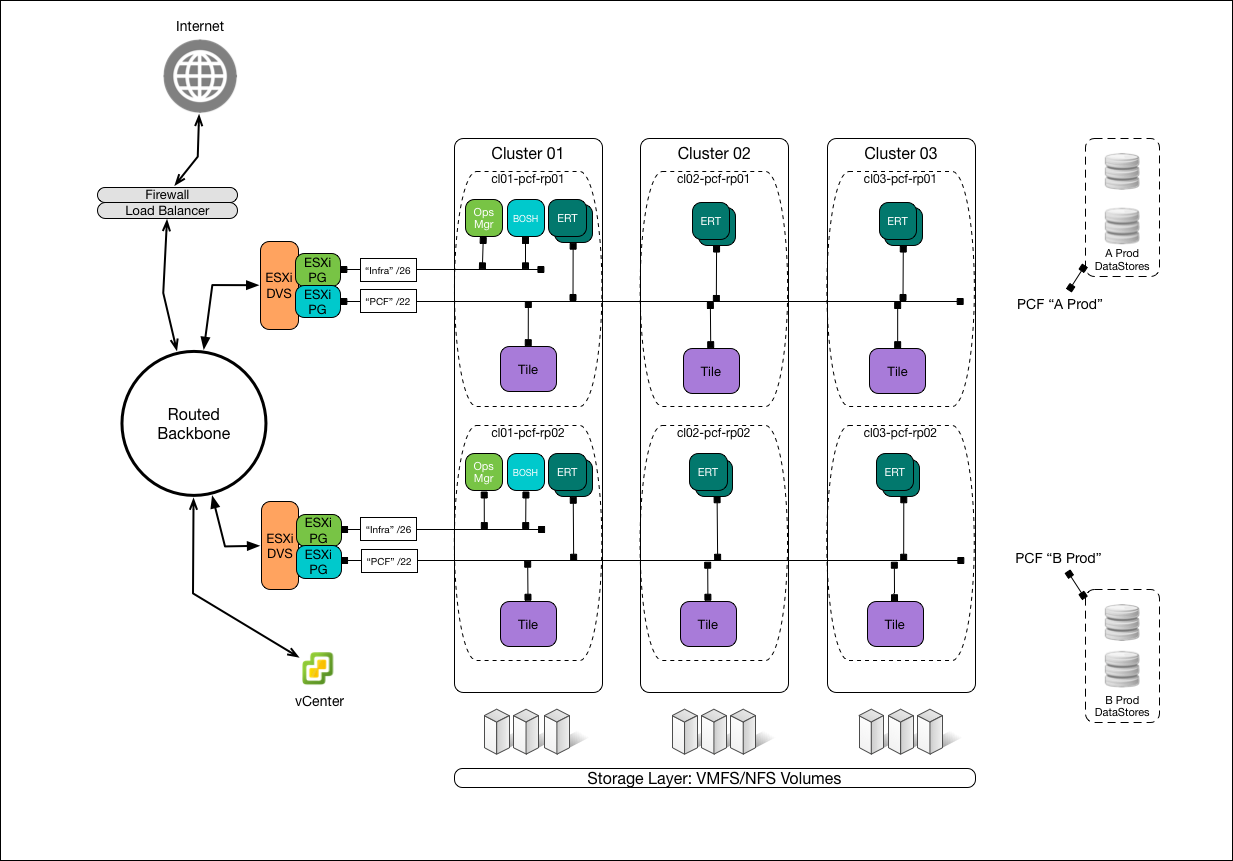 Internet
Firewall
Load Balancer
Cluster 01
Cluster 02
Cluster 03
cl01-pcf-rp01
cl02-pcf-rp01
cl03-pcf-rp01
Ops
Mgr
BOSH
ERT
ERT
ERT
ESXi
DVS
ESXi
PG
ESXi
PG
“Infra” /26
“PCF” /22
A Prod
DataStores
PCF “A Prod”
Tile
Tile
Tile
Routed
Backbone
cl01-pcf-rp02
cl02-pcf-rp02
cl03-pcf-rp02
Ops
Mgr
BOSH
ERT
ERT
ERT
ESXi
DVS
ESXi
PG
ESXi
PG
“Infra” /26
“PCF” /22
PCF “B Prod”
Tile
Tile
Tile
vCenter
B Prod
DataStores
Storage Layer: VMFS/NFS Volumes